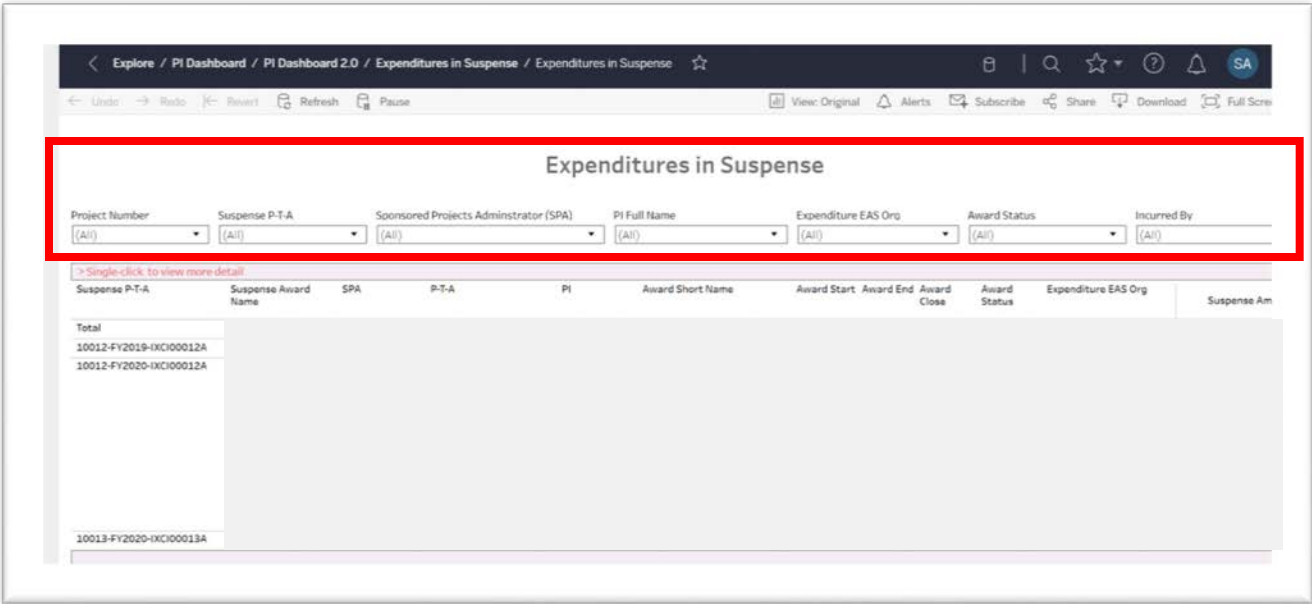 Explore / PI Dashboard / PI Dashboard 2.0 / Expenditures in Suspense / Expenditures in Suspense SA
Undo Redo Revert Refresh Pause View: Original Alerts Subscribe Share Download Full Scre
Expenditures in Suspense
Project Number Suspense P-T-A Sponsored Projects Adminstrator (SPA) PI Full Name Expenditure EAS Org Award Status Incurred By
(All) (All) (All) (All) (All) (All) (All)
> Single-click to view more detail
Suspense P-T-A Suspense Award Name SPA P-T-A PI Award Short Name Award Start Award End Award Close Award Status Expenditure EAS Org Suspense Am
Total
10012-FY2019-IXCI00012A
10012-FY2020-IXCI00012A
10013-FY2020-IXCI00013A